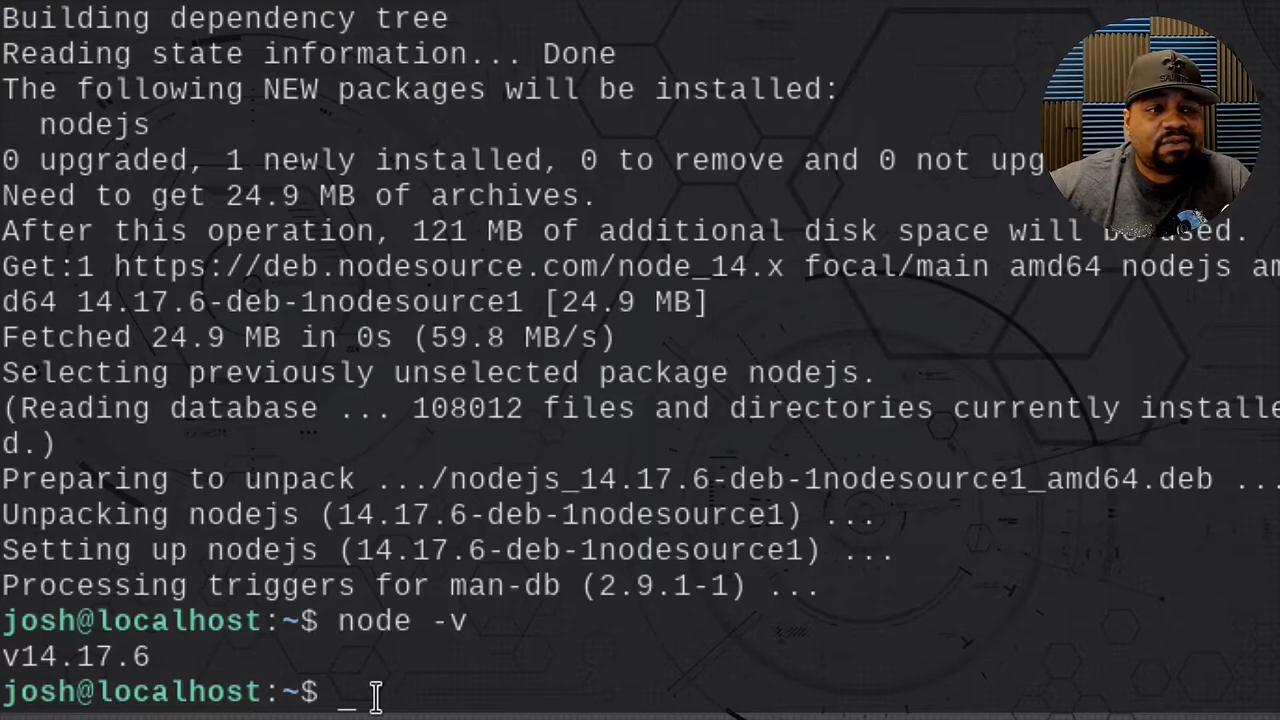 Building dependency tree
Reading state information... Done
The following NEW packages will be installed:
  nodejs
0 upgraded, 1 newly installed, 0 to remove and 0 not upg
Need to get 24.9 MB of archives.
After this operation, 121 MB of additional disk space will be used.
Get:1 https://deb.nodesource.com/node_14.x focal/main amd64 nodejs am
d64 14.17.6-deb-1nodesource1 [24.9 MB]
Fetched 24.9 MB in 0s (59.8 MB/s)
Selecting previously unselected package nodejs.
(Reading database ... 108012 files and directories currently installe
d.)
Preparing to unpack .../nodejs_14.17.6-deb-1nodesource1_amd64.deb ...
Unpacking nodejs (14.17.6-deb-1nodesource1) ...
Setting up nodejs (14.17.6-deb-1nodesource1) ...
Processing triggers for man-db (2.9.1-1) ...
josh@localhost:~$ node -v
v14.17.6
josh@localhost:~$ _